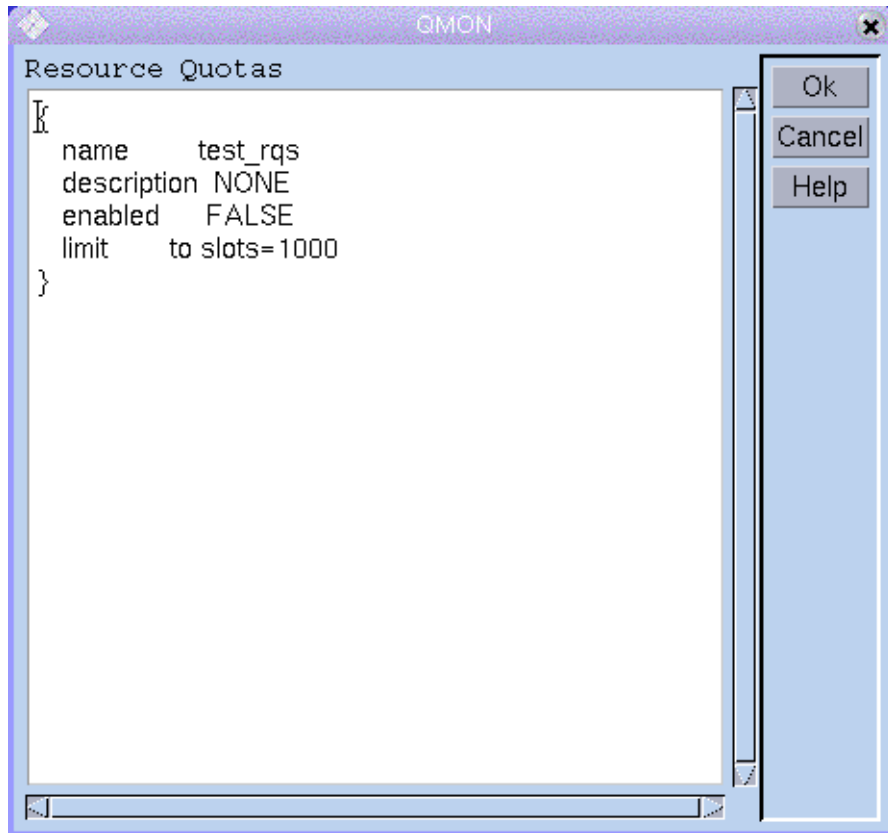 QMON
Resource Quotas
{
name test_rqs
description NONE
enabled FALSE
limit to slots=1000
}
Ok
Cancel
Help